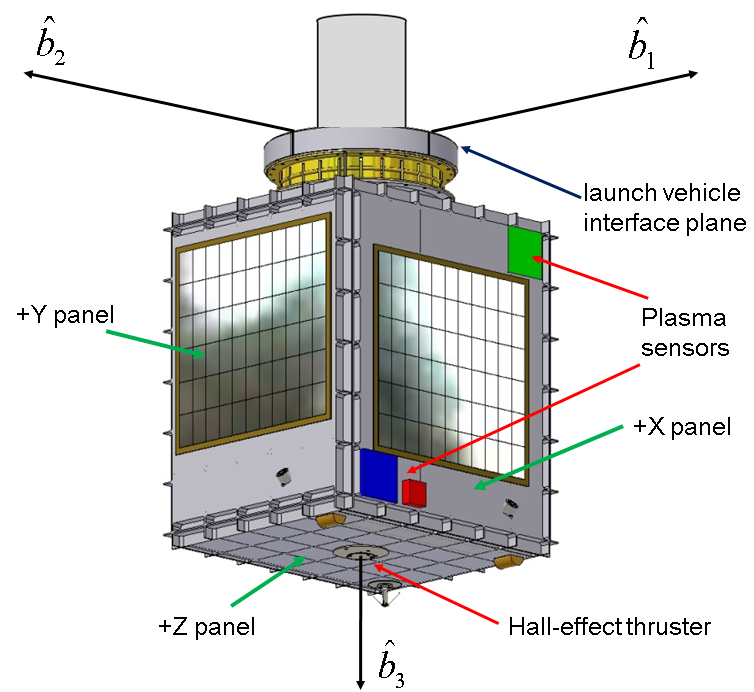 b̂₂
b̂₁
launch vehicle
interface plane
+Y panel
Plasma
sensors
+X panel
+Z panel
Hall-effect thruster
b̂₃